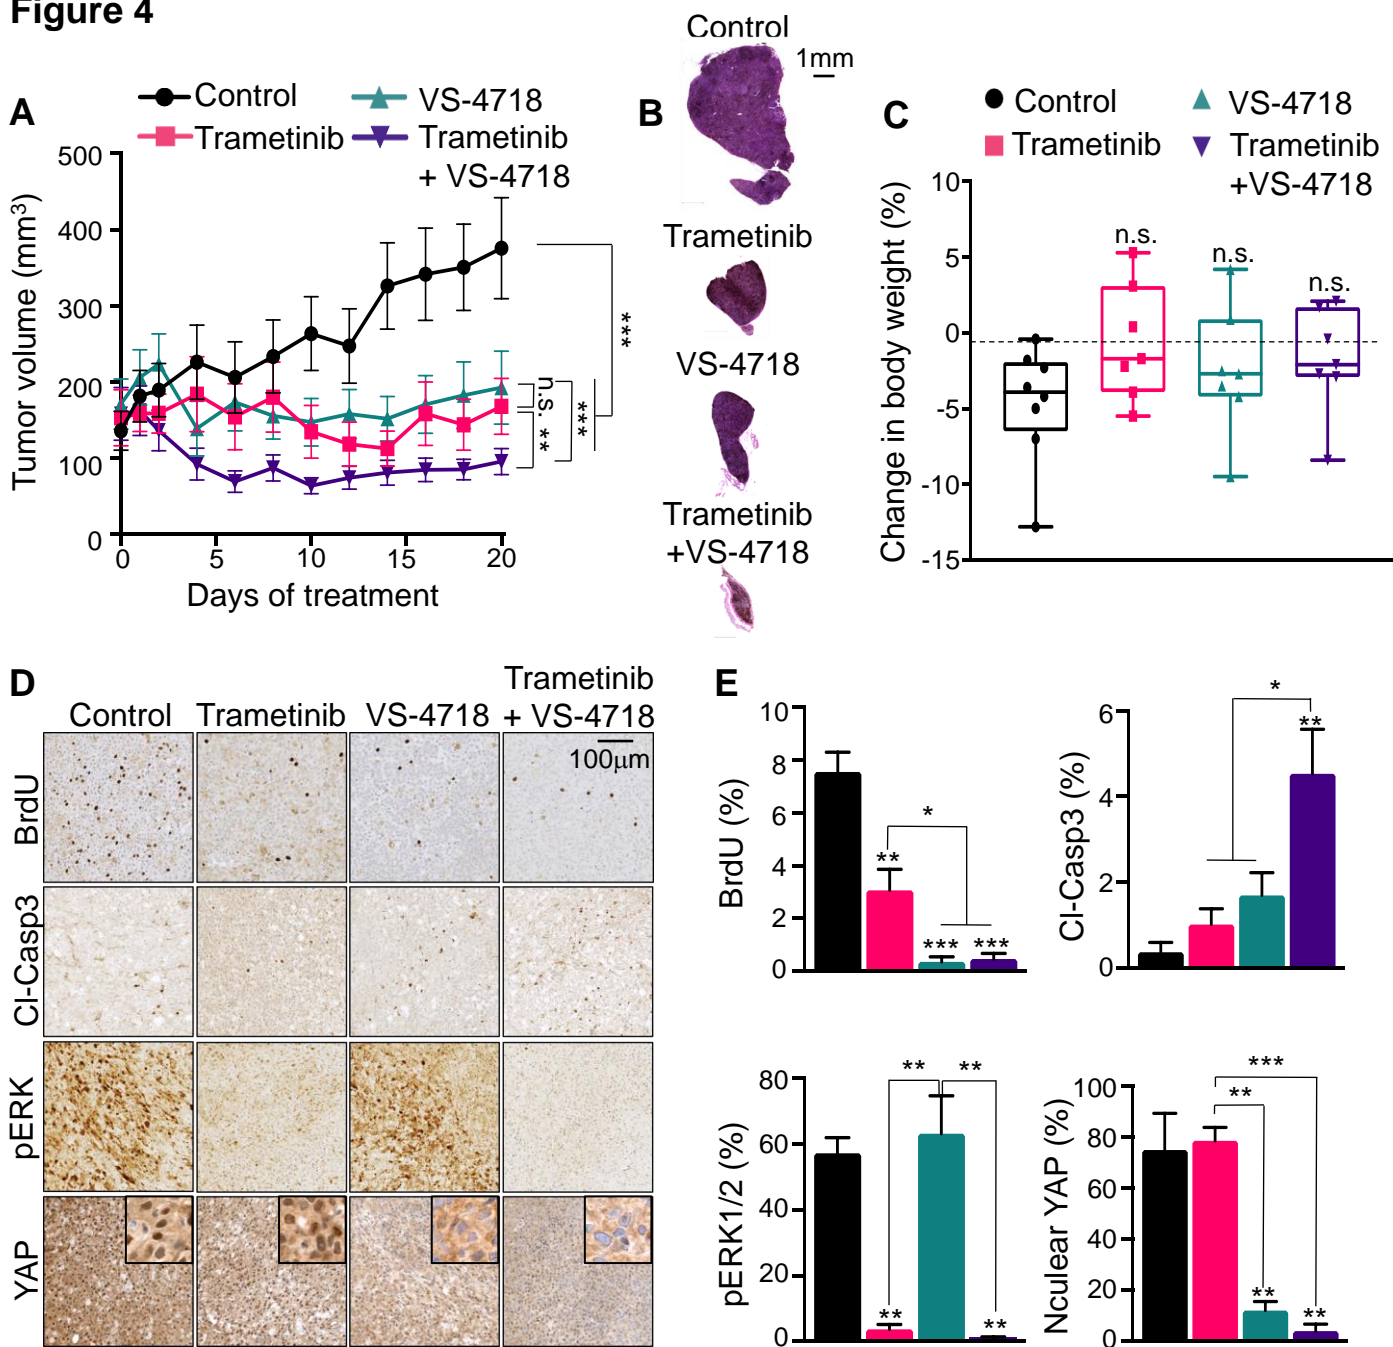 Figure 4
A
Control
VS-4718
Trametinib
Trametinib
+ VS-4718
Tumor volume (mm3)
500
400
300
200
100
0
0
5
10
15
20
Days of treatment
n.s.
**
***
***
B
Control
1mm
Trametinib
VS-4718
Trametinib
+VS-4718
C
Control
VS-4718
Trametinib
Trametinib
+VS-4718
Change in body weight (%)
10
5
0
-5
-10
-15
n.s.
n.s.
n.s.
D
Control
Trametinib
VS-4718
Trametinib
+ VS-4718
100μm
BrdU
Cl-Casp3
pERK
YAP
E
BrdU (%)
10
8
6
4
2
0
*
**
***
***
Cl-Casp3 (%)
6
4
2
0
*
**
pERK1/2 (%)
80
60
40
20
0
**
**
**
**
Ncuclear YAP (%)
100
80
60
40
20
0
***
**
**
**